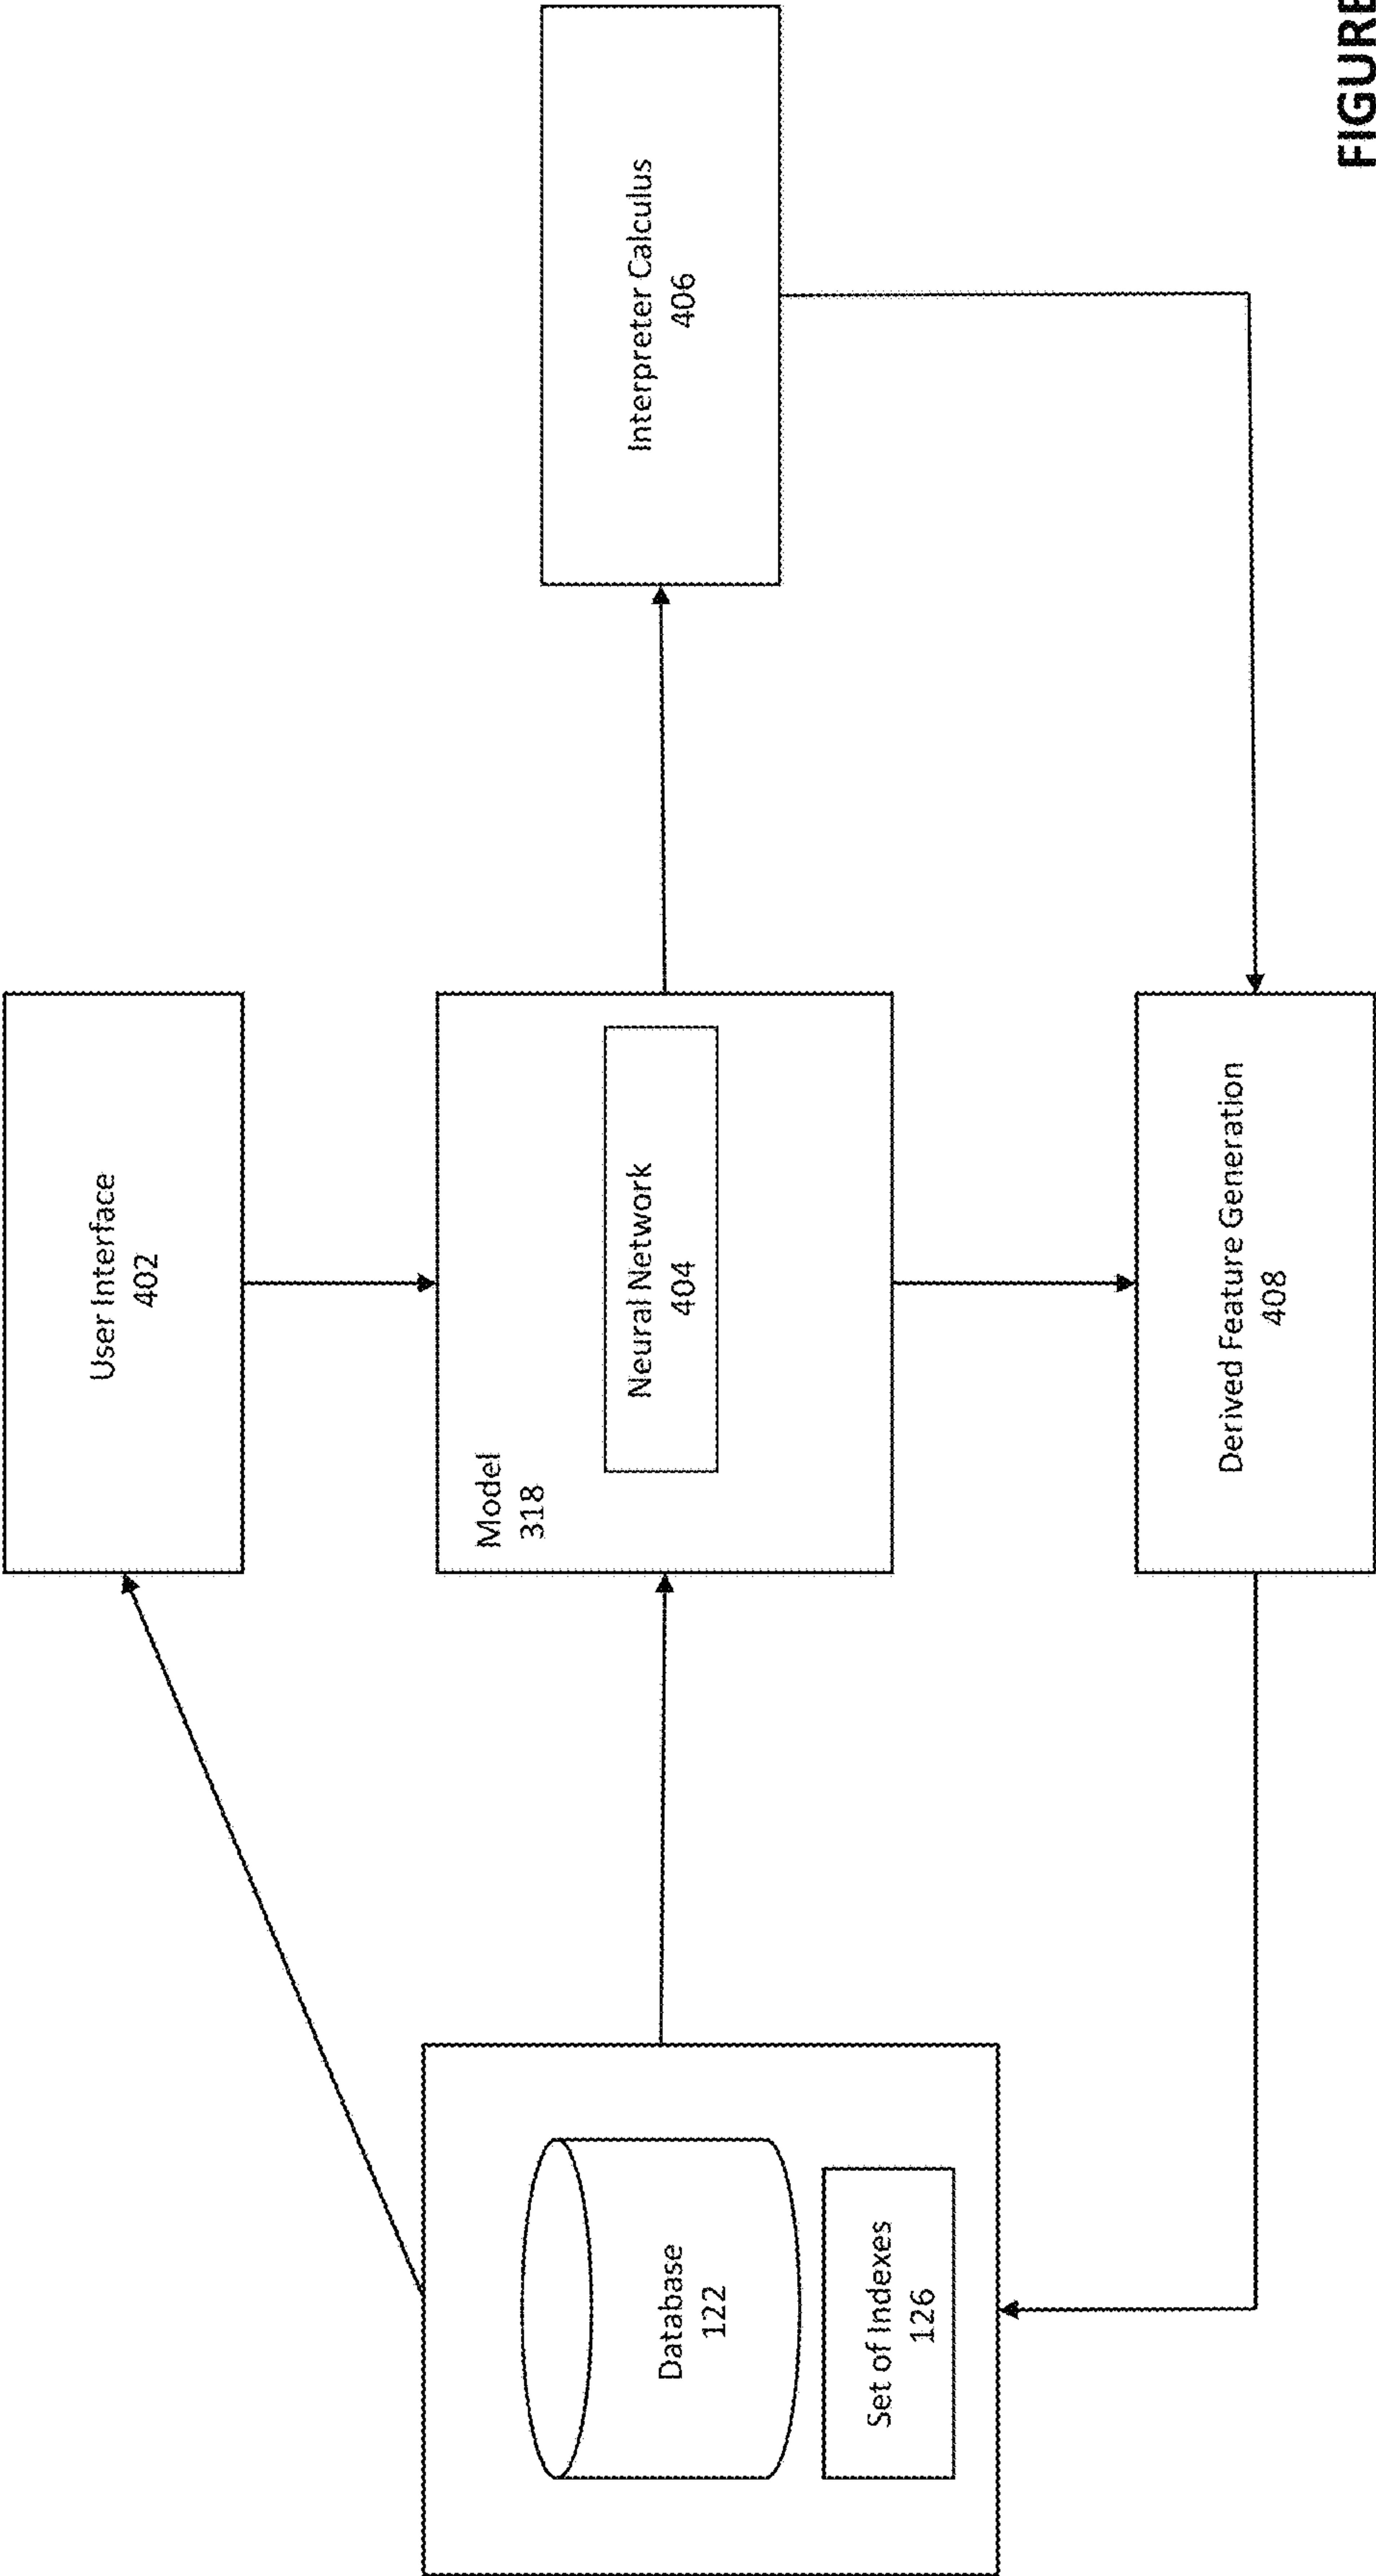 User Interface
402
Database
122
Set of Indexes
126
Model
318
Neural Network
404
Interpreter Calculus
406
Derived Feature Generation
408
FIGURE